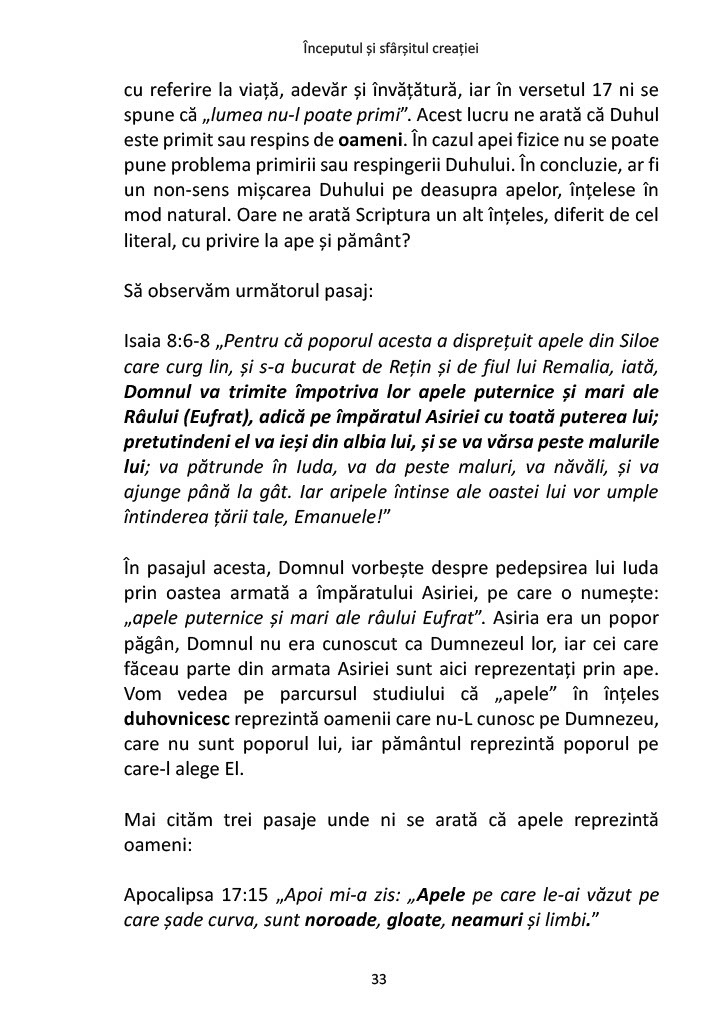 Începutul și sfârșitul creației
cu referire la viață, adevăr și învățătură, iar în versetul 17 ni se
spune că „lumea nu-l poate primi”. Acest lucru ne arată că Duhul
este primit sau respins de oameni. În cazul apei fizice nu se poate
pune problema primirii sau respingerii Duhului. În concluzie, ar fi
un non-sens mișcarea Duhului pe deasupra apelor, înțelese în
mod natural. Oare ne arată Scriptura un alt înțeles, diferit de cel
literal, cu privire la ape și pământ?
Să observăm următorul pasaj:
Isaia 8:6-8 „Pentru că poporul acesta a disprețuit apele din Siloe
care curg lin, și s-a bucurat de Rețin și de fiul lui Remalia, iată,
Domnul va trimite împotriva lor apele puternice și mari ale
Râului (Eufrat), adică pe împăratul Asiriei cu toată puterea lui;
pretutindeni el va ieși din albia lui, și se va vărsa peste malurile
lui; va pătrunde în Iuda, va da peste maluri, va năvăli, și va
ajunge până la gât. Iar aripele întinse ale oastei lui vor umple
întinderea țării tale, Emanuele!”
În pasajul acesta, Domnul vorbește despre pedepsirea lui Iuda
prin oastea armată a împăratului Asiriei, pe care o numește:
„apele puternice și mari ale râului Eufrat”. Asiria era un popor
păgân, Domnul nu era cunoscut ca Dumnezeul lor, iar cei care
făceau parte din armata Asiriei sunt aici reprezentați prin ape.
Vom vedea pe parcursul studiului că „apele” în înțeles
duhovnicesc reprezintă oamenii care nu-L cunosc pe Dumnezeu,
care nu sunt poporul lui, iar pământul reprezintă poporul pe
care-l alege El.
Mai cităm trei pasaje unde ni se arată că apele reprezintă
oameni:
Apocalipsa 17:15 „Apoi mi-a zis: „Apele pe care le-ai văzut pe
care șade curva, sunt noroade, gloate, neamuri și limbi.”
33